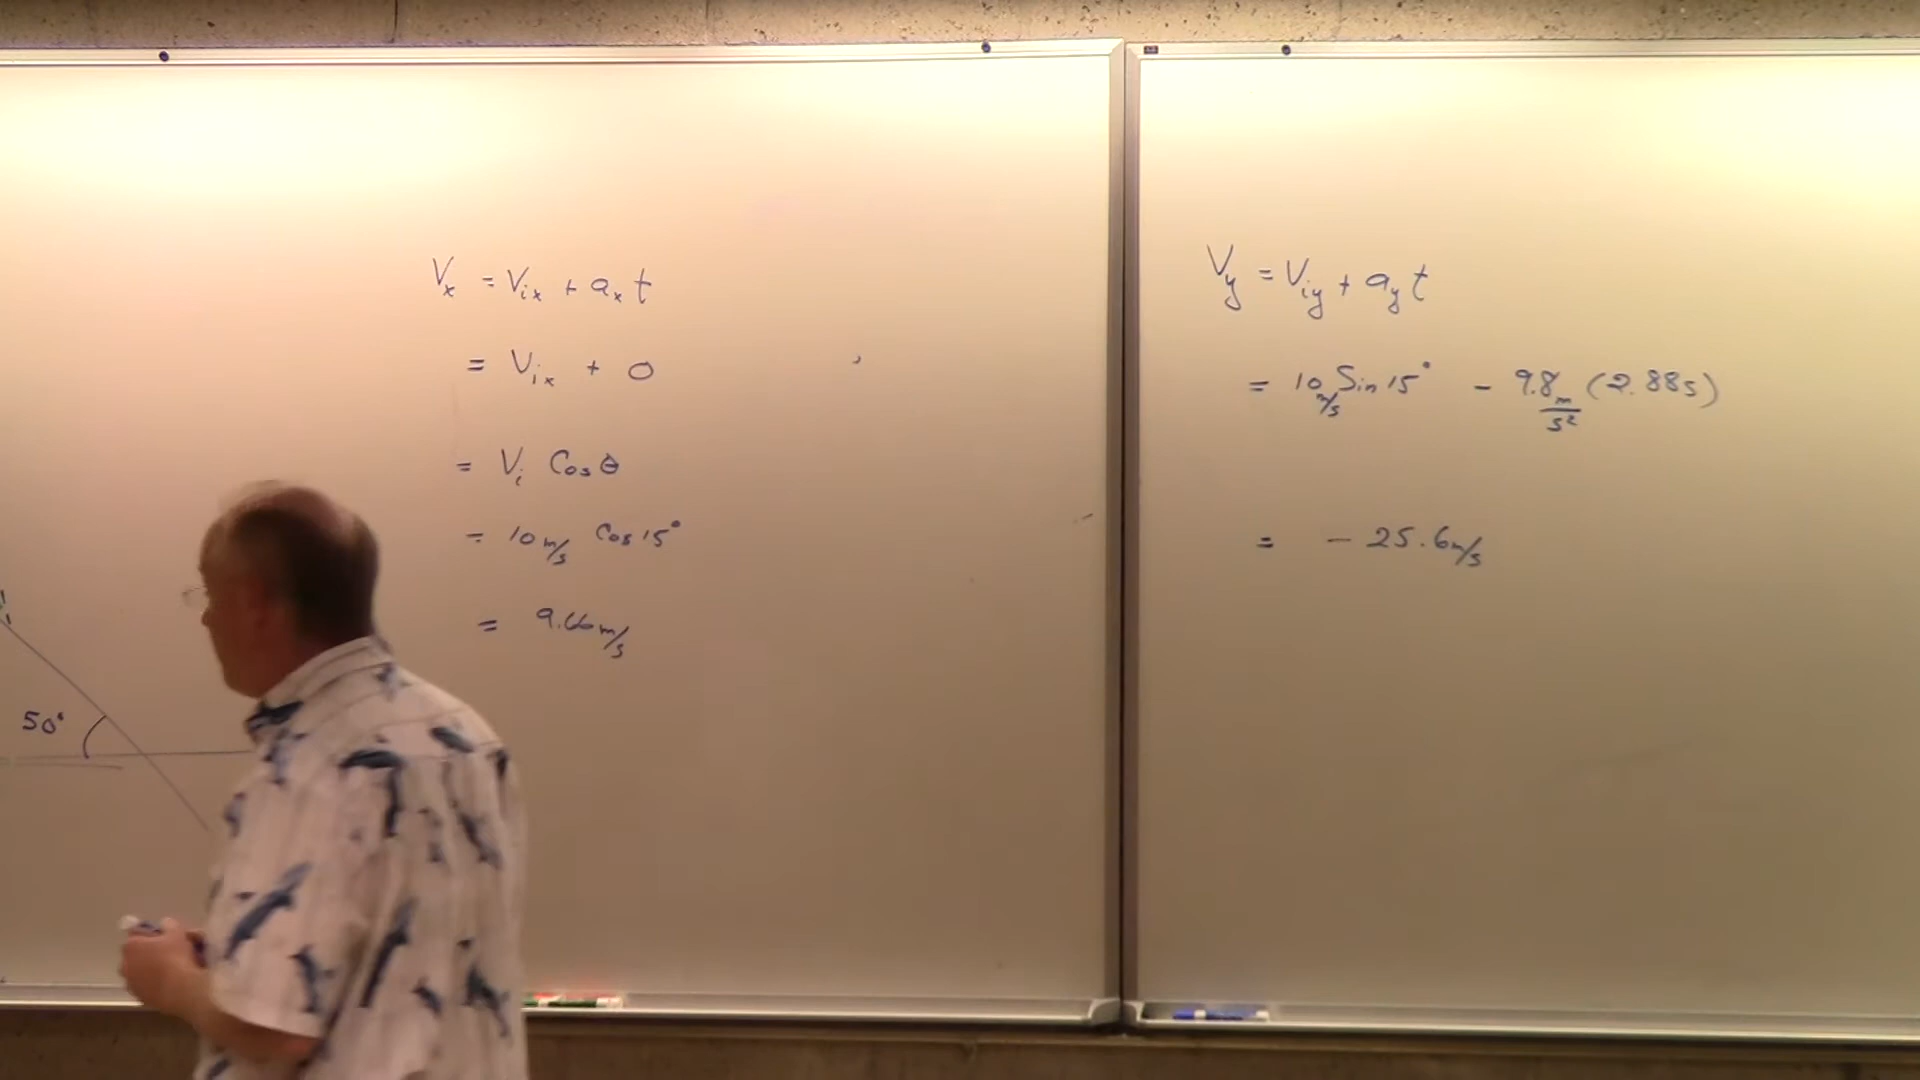 50°
Vx = Vix + ax t
= Vix + 0
= Vi Cos θ
= 10 m/s Cos 15°
= 9.66 m/s
Vy = Viy + ay t
= 10 m/s Sin 15° - 9.8 m/s² (2.88s)
= - 25.6 m/s